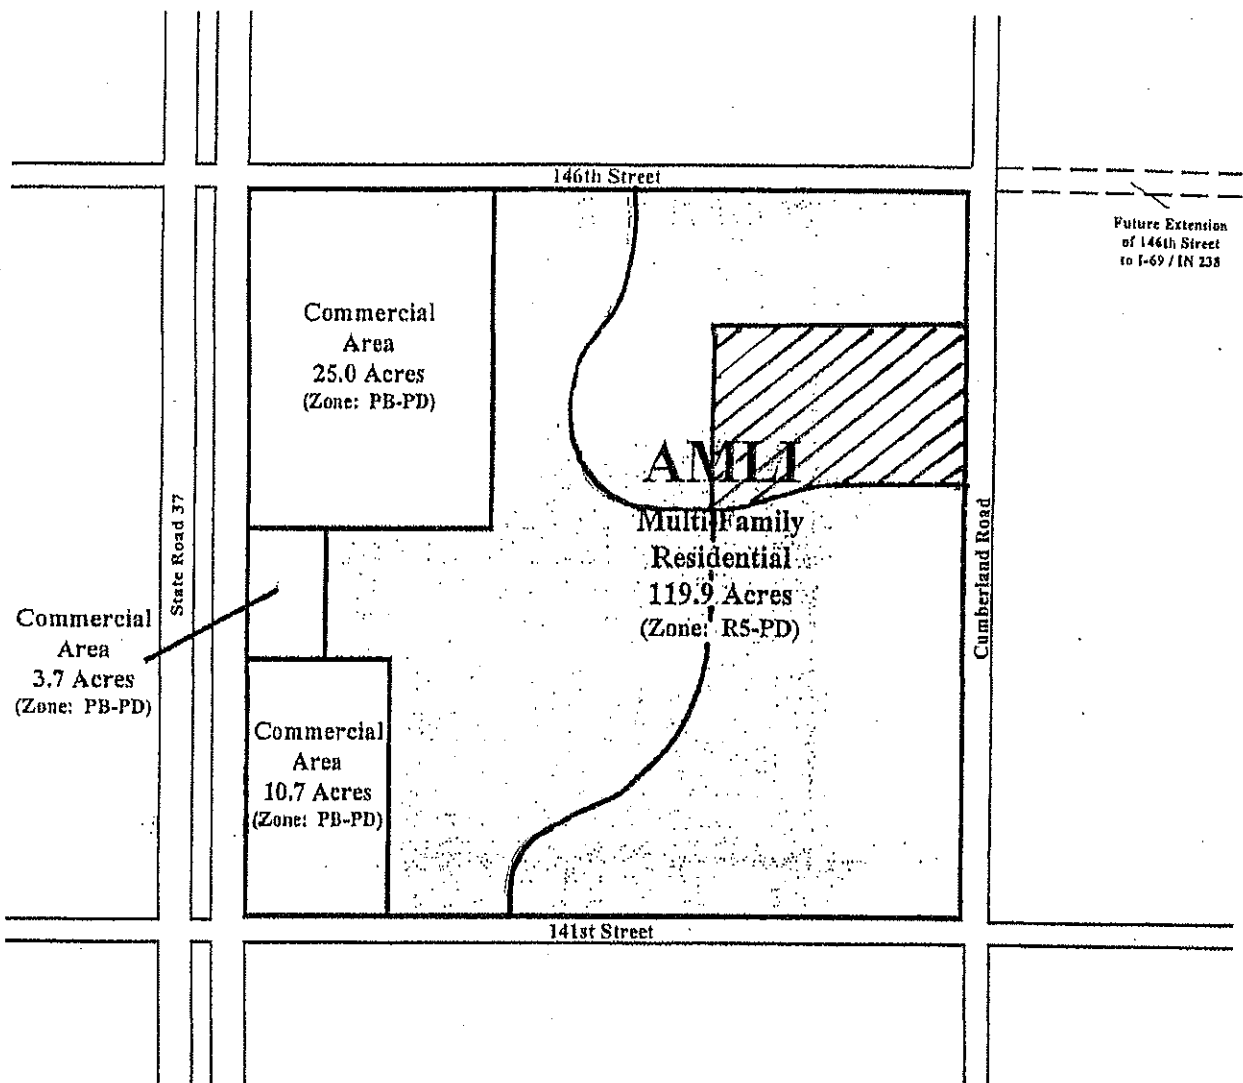 146th Street
Future Extension
of 146th Street
to I-69 / IN 238
Commercial
Area
25.0 Acres
(Zone: PB-PD)
AMLI
Multi-Family
Residential
119.9 Acres
(Zone: R5-PD)
State Road 37
Cumberland Road
Commercial
Area
3.7 Acres
(Zone: PB-PD)
Commercial
Area
10.7 Acres
(Zone: PB-PD)
141st Street